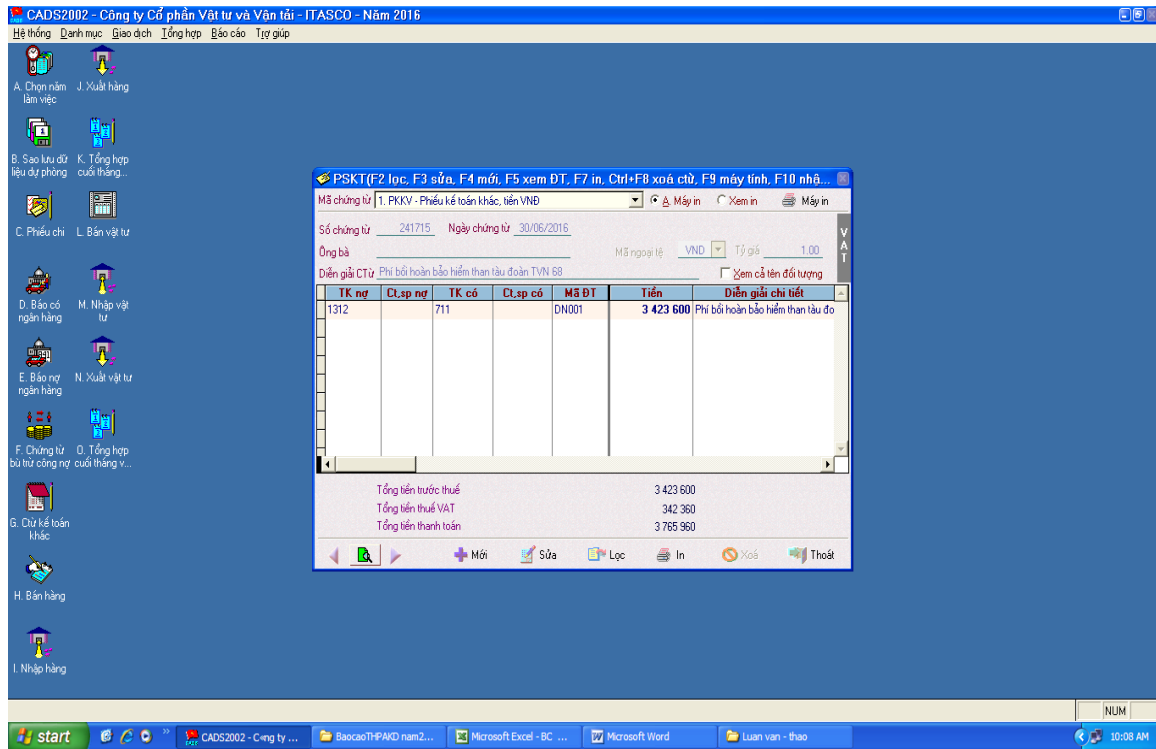 CADS2002 - Công ty Cổ phần Vật tư và Vận tải - ITASCO - Năm 2016
Hệ thống Danh mục Giao dịch Tổng hợp Báo cáo Trợ giúp
A. Chọn năm làm việc
J. Xuất hàng
B. Sao lưu dữ liệu dự phòng
K. Tổng hợp cuối tháng...
C. Phiếu chi
L. Bán vật tư
D. Báo có ngân hàng
M. Nhập vật tư
E. Báo nợ ngân hàng
N. Xuất vật tư
F. Chứng từ bù trừ công nợ
O. Tổng hợp cuối tháng v...
G. Ctừ kế toán khác
H. Bán hàng
I. Nhập hàng
PSKT(F2 lọc, F3 sửa, F4 mới, F5 xem ĐT, F7 in, Ctrl+F8 xoá ctừ, F9 máy tính, F10 nhậ...
Mã chứng từ 1. PKKV - Phiếu kế toán khác, tiền VNĐ A. Máy in Xem in Máy in
Số chứng từ 241715 Ngày chứng từ 30/06/2016
Ông bà Mã ngoại tệ VND Tỷ giá 1.00
Diễn giải CTừ Phí bồi hoàn bảo hiểm than tàu đoàn TVN 68 Xem cả tên đối tượng
VAT
TK nợ Ct,sp nợ TK có Ct,sp có Mã ĐT Tiền Diễn giải chi tiết
1312 711 DN001 3 423 600 Phí bồi hoàn bảo hiểm than tàu đo
Tổng tiền trước thuế 3 423 600
Tổng tiền thuế VAT 342 360
Tổng tiền thanh toán 3 765 960
Mới Sửa Lọc In Xoá Thoát
NUM
start CADS2002 - C«ng ty ... BaocaoTHPAKD nam2... Microsoft Excel - BC ... Microsoft Word Luan van - thao 10:08 AM